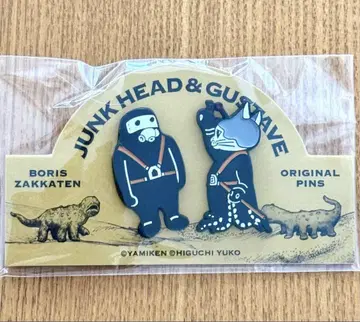 JUNK HEAD & GUSTAVE
BORIS
ZAKKATEN
ORIGINAL
PINS
©YAMIKEN ©HIGUCHI YUKO